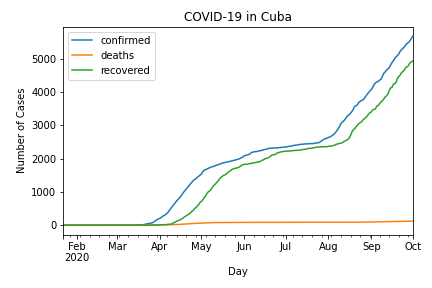 COVID-19 in Cuba
confirmed
deaths
recovered
Number of Cases
5000
4000
3000
2000
1000
0
Feb Mar Apr May Jun Jul Aug Sep Oct
2020
Day